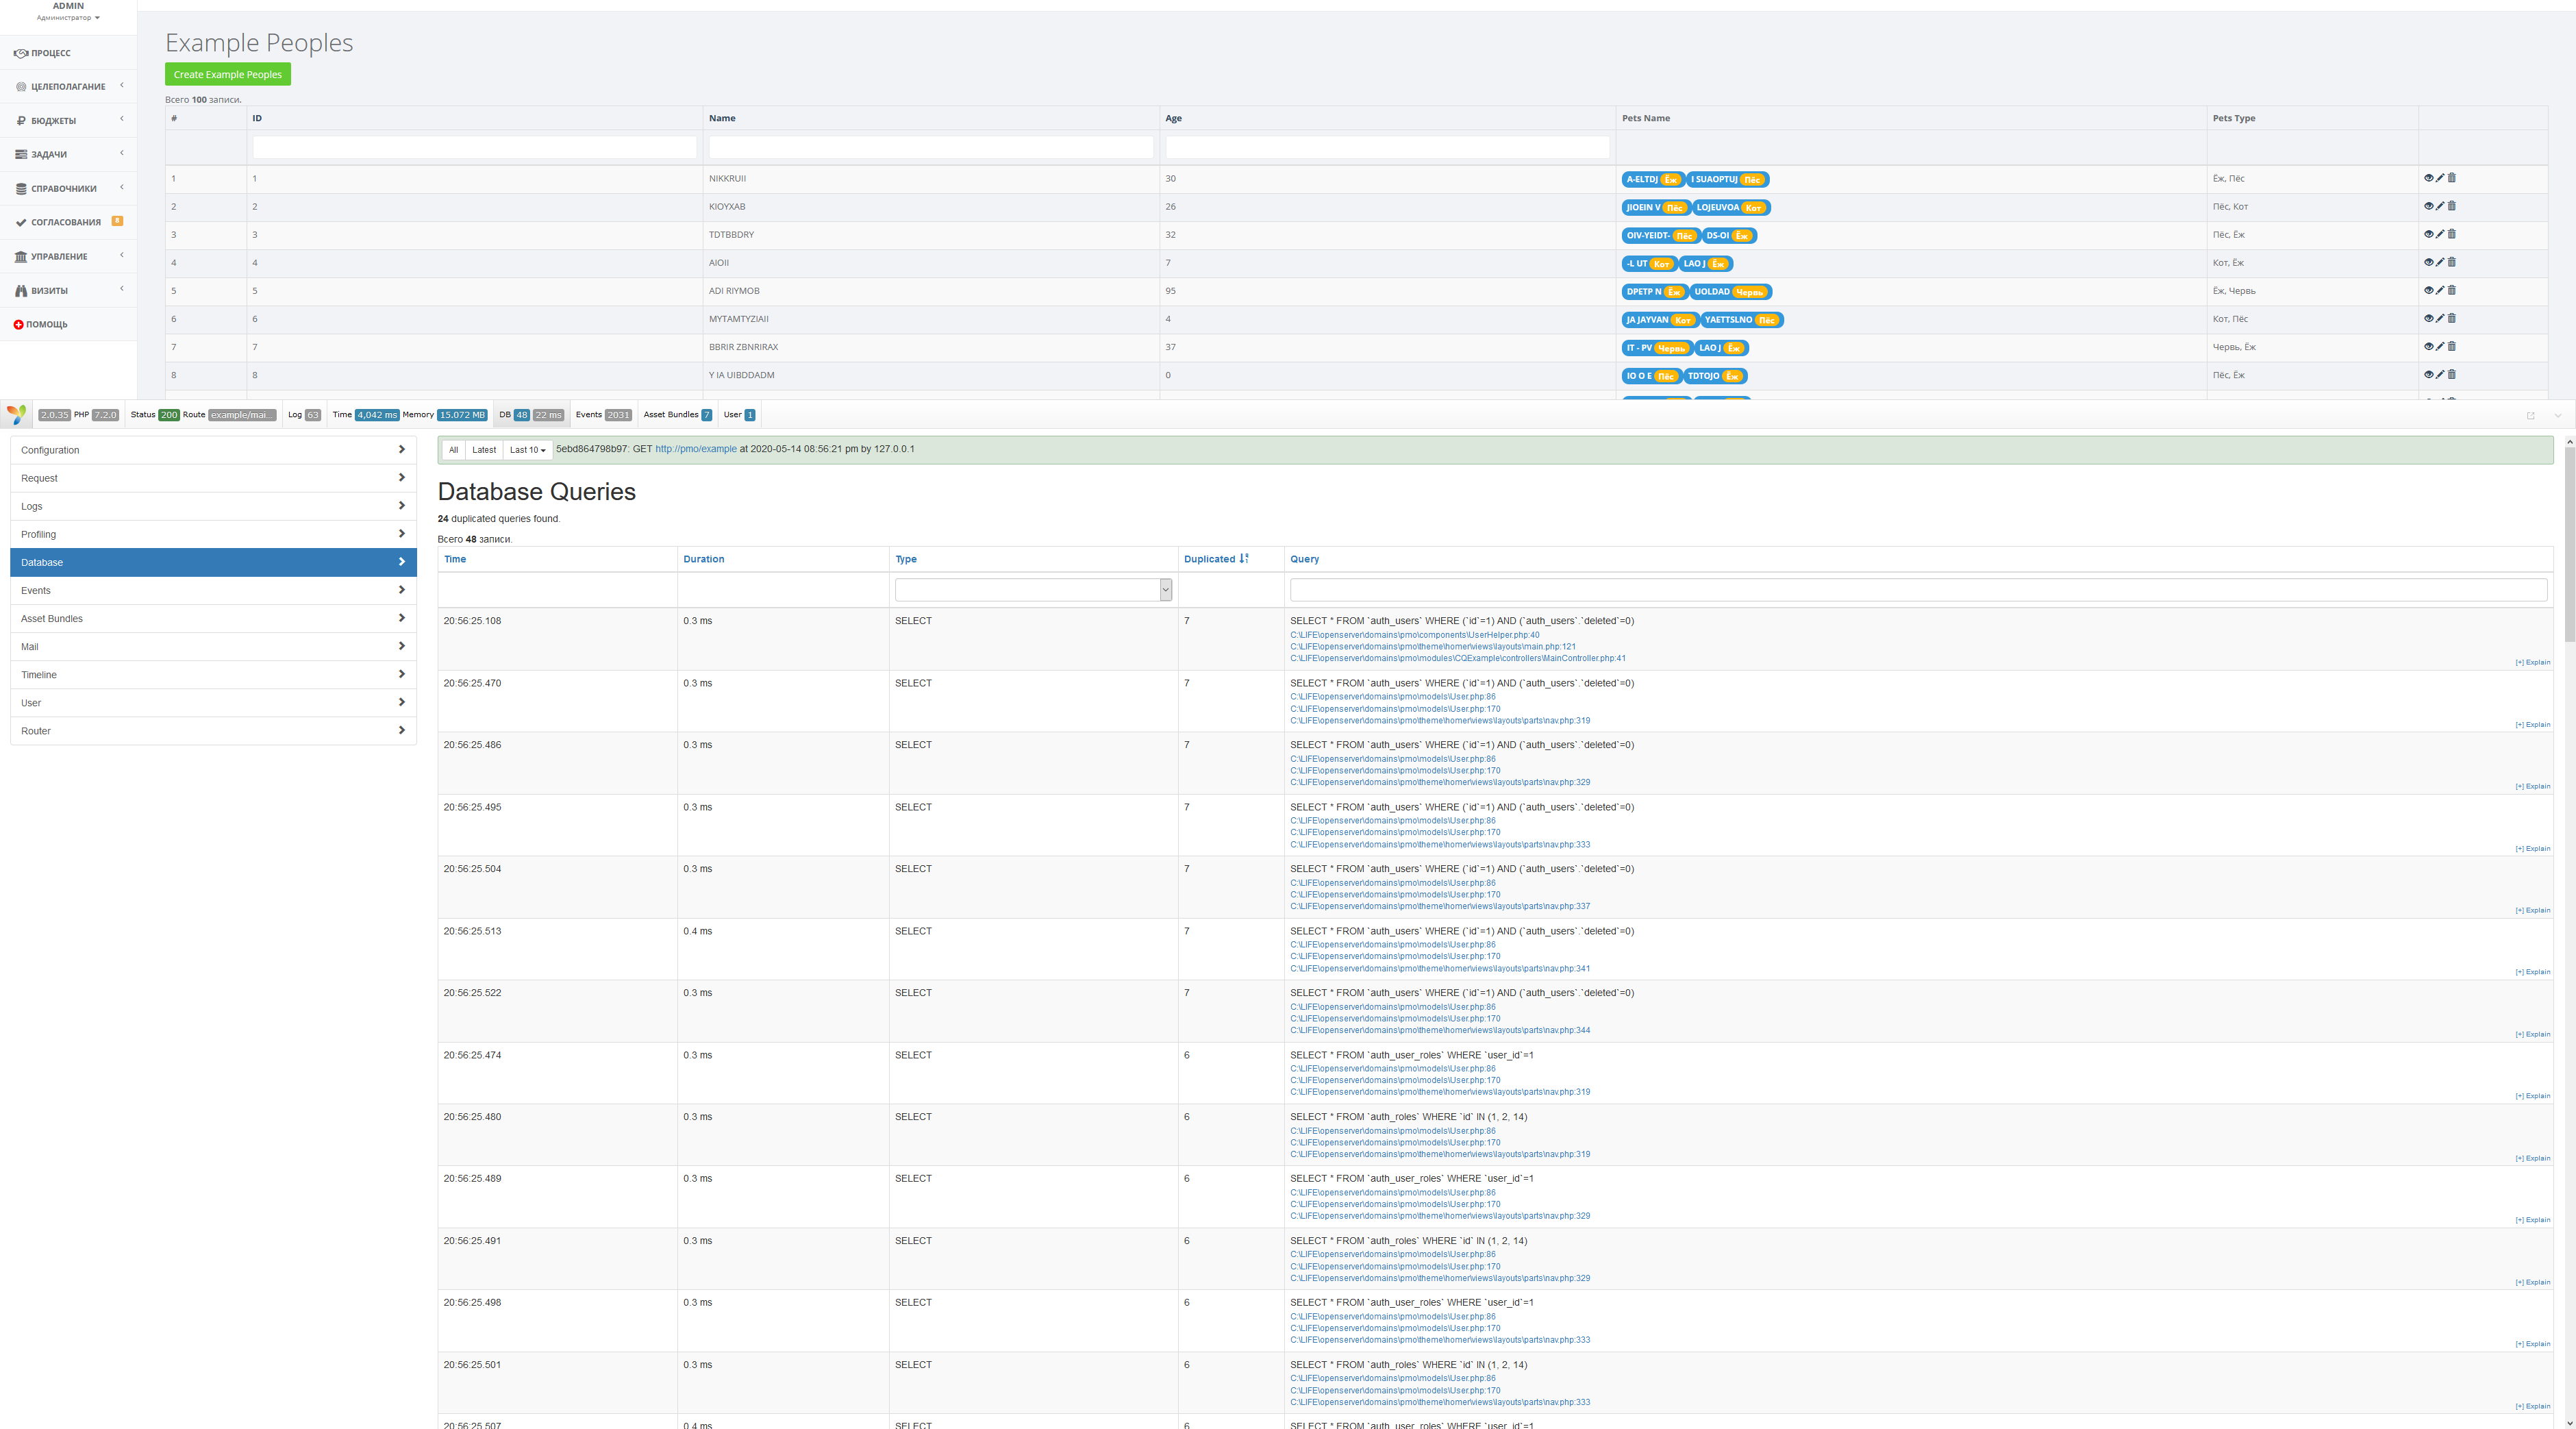 ADMIN
Администратор
ПРОЦЕСС
ЦЕЛЕПОЛАГАНИЕ
БЮДЖЕТЫ
ЗАДАЧИ
СПРАВОЧНИКИ
СОГЛАСОВАНИЯ 8
УПРАВЛЕНИЕ
ВИЗИТЫ
ПОМОЩЬ
Example Peoples
Create Example Peoples
Всего 100 записи.
# ID Name Age Pets Name Pets Type
1 1 NIKKRUII 30 A-ELTDJ Ёж I SUAOPTUJ Пёс Ёж, Пёс
2 2 KIOYXAB 26 JIOEIN V Пёс LOJEUVOA Кот Пёс, Кот
3 3 TDTBBDRY 32 OIV-YEIDT- Пёс DS-OI Ёж Пёс, Ёж
4 4 AIOII 7 -L UT Кот LAO J Ёж Кот, Ёж
5 5 ADI RIYMOB 95 DPETP N Ёж UOLDAD Червь Ёж, Червь
6 6 MYTAMTYZIAII 4 JA JAYVAN Кот YAETTSLNO Пёс Кот, Пёс
7 7 BBRIR ZBNRIRAX 37 IT - PV Червь LAO J Ёж Червь, Ёж
8 8 Y IA UIBDDADM 0 IO O E Пёс TDTOJO Ёж Пёс, Ёж
2.0.35 PHP 7.2.0 Status 200 Route example/mai... Log 63 Time 4,042 ms Memory 15.072 MB DB 48 22 ms Events 2031 Asset Bundles 7 User 1
Configuration
Request
Logs
Profiling
Database
Events
Asset Bundles
Mail
Timeline
User
Router
All Latest Last 10 5ebd864798b97: GET http://pmo/example at 2020-05-14 08:56:21 pm by 127.0.0.1
Database Queries
24 duplicated queries found.
Всего 48 записи.
Time Duration Type Duplicated Query
20:56:25.108 0.3 ms SELECT 7 SELECT * FROM `auth_users` WHERE (`id`=1) AND (`auth_users`.`deleted`=0)
C:\LIFE\openserver\domains\pmo\components\UserHelper.php:40
C:\LIFE\openserver\domains\pmo\theme\homer\views\layouts\main.php:121
C:\LIFE\openserver\domains\pmo\modules\CQExample\controllers\MainController.php:41
[+] Explain
20:56:25.470 0.3 ms SELECT 7 SELECT * FROM `auth_users` WHERE (`id`=1) AND (`auth_users`.`deleted`=0)
C:\LIFE\openserver\domains\pmo\models\User.php:86
C:\LIFE\openserver\domains\pmo\models\User.php:170
C:\LIFE\openserver\domains\pmo\theme\homer\views\layouts\parts\nav.php:319
[+] Explain
20:56:25.486 0.3 ms SELECT 7 SELECT * FROM `auth_users` WHERE (`id`=1) AND (`auth_users`.`deleted`=0)
C:\LIFE\openserver\domains\pmo\models\User.php:86
C:\LIFE\openserver\domains\pmo\models\User.php:170
C:\LIFE\openserver\domains\pmo\theme\homer\views\layouts\parts\nav.php:329
[+] Explain
20:56:25.495 0.3 ms SELECT 7 SELECT * FROM `auth_users` WHERE (`id`=1) AND (`auth_users`.`deleted`=0)
C:\LIFE\openserver\domains\pmo\models\User.php:86
C:\LIFE\openserver\domains\pmo\models\User.php:170
C:\LIFE\openserver\domains\pmo\theme\homer\views\layouts\parts\nav.php:333
[+] Explain
20:56:25.504 0.3 ms SELECT 7 SELECT * FROM `auth_users` WHERE (`id`=1) AND (`auth_users`.`deleted`=0)
C:\LIFE\openserver\domains\pmo\models\User.php:86
C:\LIFE\openserver\domains\pmo\models\User.php:170
C:\LIFE\openserver\domains\pmo\theme\homer\views\layouts\parts\nav.php:337
[+] Explain
20:56:25.513 0.4 ms SELECT 7 SELECT * FROM `auth_users` WHERE (`id`=1) AND (`auth_users`.`deleted`=0)
C:\LIFE\openserver\domains\pmo\models\User.php:86
C:\LIFE\openserver\domains\pmo\models\User.php:170
C:\LIFE\openserver\domains\pmo\theme\homer\views\layouts\parts\nav.php:341
[+] Explain
20:56:25.522 0.3 ms SELECT 7 SELECT * FROM `auth_users` WHERE (`id`=1) AND (`auth_users`.`deleted`=0)
C:\LIFE\openserver\domains\pmo\models\User.php:86
C:\LIFE\openserver\domains\pmo\models\User.php:170
C:\LIFE\openserver\domains\pmo\theme\homer\views\layouts\parts\nav.php:344
[+] Explain
20:56:25.474 0.3 ms SELECT 6 SELECT * FROM `auth_user_roles` WHERE `user_id`=1
C:\LIFE\openserver\domains\pmo\models\User.php:86
C:\LIFE\openserver\domains\pmo\models\User.php:170
C:\LIFE\openserver\domains\pmo\theme\homer\views\layouts\parts\nav.php:319
[+] Explain
20:56:25.480 0.3 ms SELECT 6 SELECT * FROM `auth_roles` WHERE `id` IN (1, 2, 14)
C:\LIFE\openserver\domains\pmo\models\User.php:86
C:\LIFE\openserver\domains\pmo\models\User.php:170
C:\LIFE\openserver\domains\pmo\theme\homer\views\layouts\parts\nav.php:319
[+] Explain
20:56:25.489 0.3 ms SELECT 6 SELECT * FROM `auth_user_roles` WHERE `user_id`=1
C:\LIFE\openserver\domains\pmo\models\User.php:86
C:\LIFE\openserver\domains\pmo\models\User.php:170
C:\LIFE\openserver\domains\pmo\theme\homer\views\layouts\parts\nav.php:329
[+] Explain
20:56:25.491 0.3 ms SELECT 6 SELECT * FROM `auth_roles` WHERE `id` IN (1, 2, 14)
C:\LIFE\openserver\domains\pmo\models\User.php:86
C:\LIFE\openserver\domains\pmo\models\User.php:170
C:\LIFE\openserver\domains\pmo\theme\homer\views\layouts\parts\nav.php:329
[+] Explain
20:56:25.498 0.3 ms SELECT 6 SELECT * FROM `auth_user_roles` WHERE `user_id`=1
C:\LIFE\openserver\domains\pmo\models\User.php:86
C:\LIFE\openserver\domains\pmo\models\User.php:170
C:\LIFE\openserver\domains\pmo\theme\homer\views\layouts\parts\nav.php:333
[+] Explain
20:56:25.501 0.3 ms SELECT 6 SELECT * FROM `auth_roles` WHERE `id` IN (1, 2, 14)
C:\LIFE\openserver\domains\pmo\models\User.php:86
C:\LIFE\openserver\domains\pmo\models\User.php:170
C:\LIFE\openserver\domains\pmo\theme\homer\views\layouts\parts\nav.php:333
[+] Explain
20:56:25.507 0.4 ms SELECT 6 SELECT * FROM `auth_user_roles` WHERE `user_id`=1